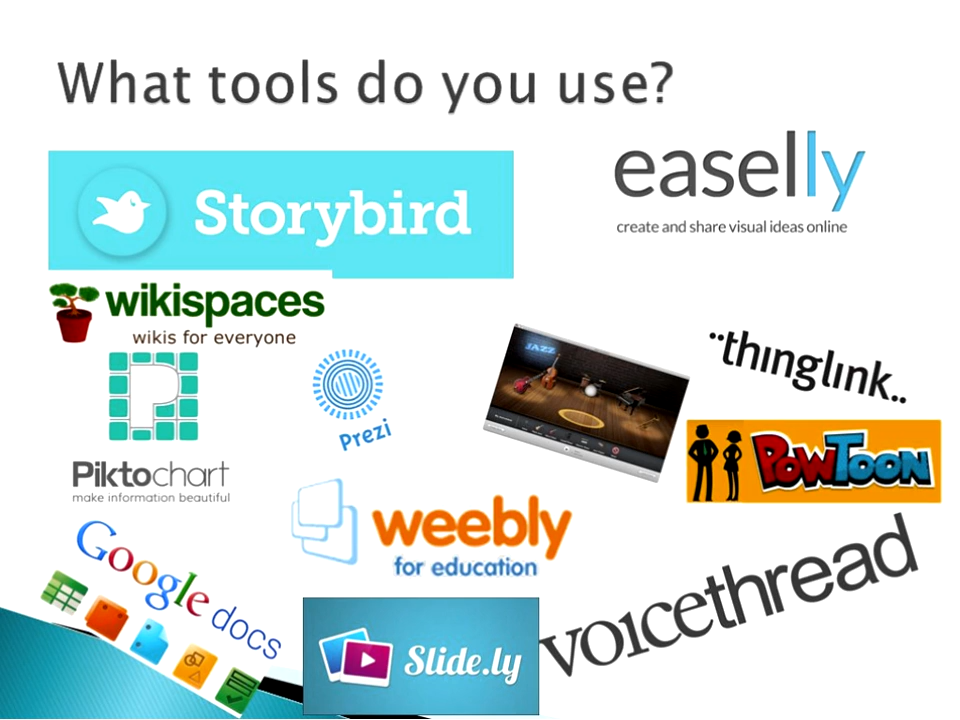 What tools do you use?
Storybird
easelly
create and share visual ideas online
wikispaces
wikis for everyone
JAZZ
¨thinglink..
Prezi
PowToon
Piktochart
make information beautiful
weebly
for education
Google docs
voicethread
Slide.ly